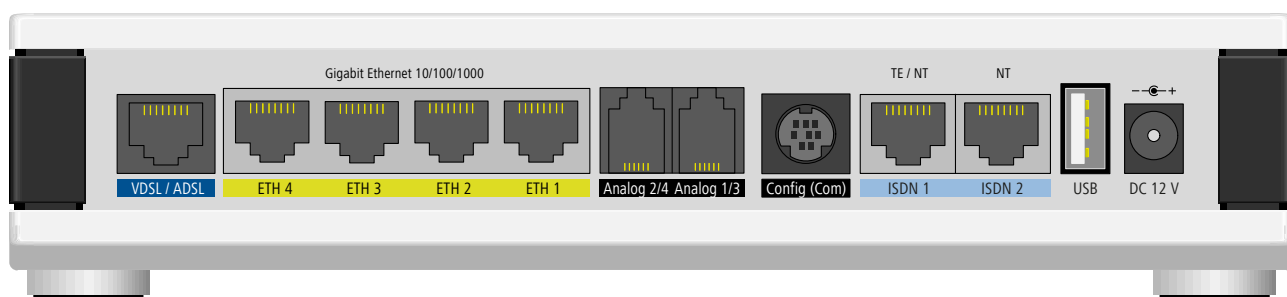 Gigabit Ethernet 10/100/1000
TE / NT
NT
VDSL / ADSL
ETH 4
ETH 3
ETH 2
ETH 1
Analog 2/4
Analog 1/3
Config (Com)
ISDN 1
ISDN 2
USB
DC 12 V